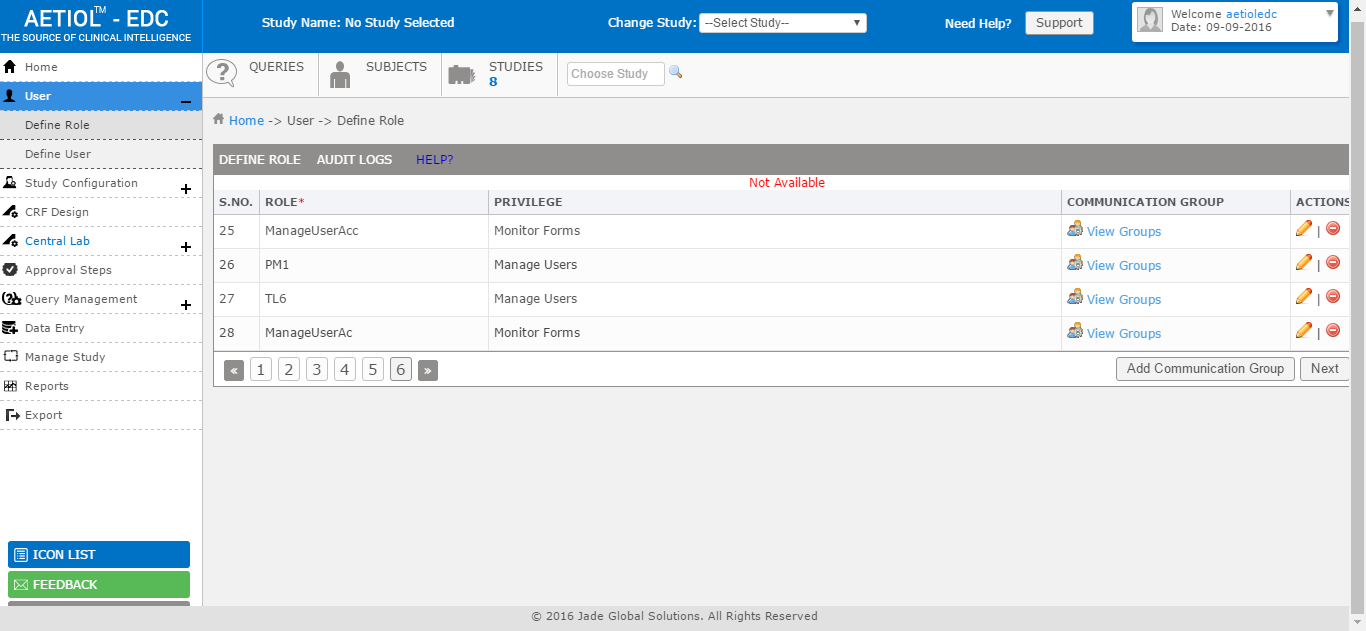 AETIOL™ - EDC
THE SOURCE OF CLINICAL INTELLIGENCE
Study Name: No Study Selected
Change Study: --Select Study--
Need Help? Support
Welcome aetioledc
Date: 09-09-2016
Home
User
Define Role
Define User
Study Configuration
CRF Design
Central Lab
Approval Steps
Query Management
Data Entry
Manage Study
Reports
Export
ICON LIST
FEEDBACK
QUERIES
SUBJECTS
STUDIES
8
Choose Study
Home -> User -> Define Role
DEFINE ROLE AUDIT LOGS HELP?
Not Available
S.NO. ROLE* PRIVILEGE COMMUNICATION GROUP ACTIONS
25 ManageUserAcc Monitor Forms View Groups |
26 PM1 Manage Users View Groups |
27 TL6 Manage Users View Groups |
28 ManageUserAc Monitor Forms View Groups |
« 1 2 3 4 5 6 » Add Communication Group Next
© 2016 Jade Global Solutions. All Rights Reserved